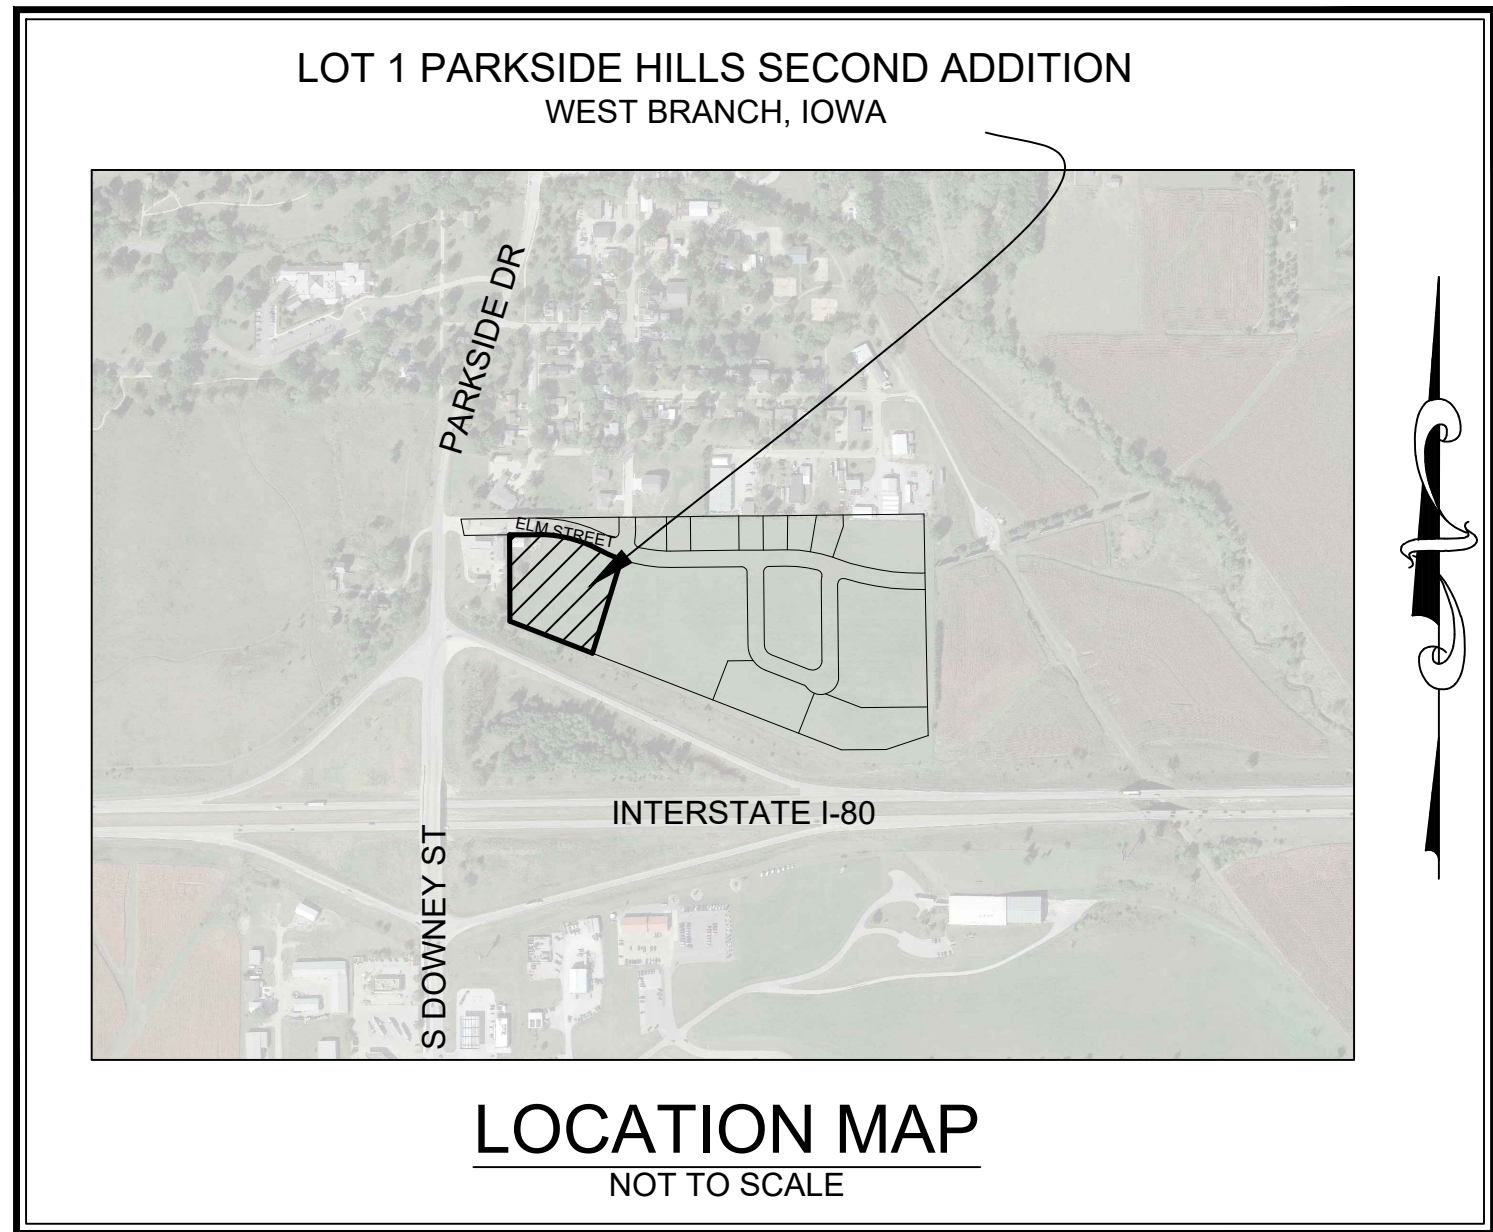 LOT 1 PARKSIDE HILLS SECOND ADDITION
WEST BRANCH, IOWA
PARKSIDE DR
ELM STREET
INTERSTATE I-80
S DOWNEY ST
LOCATION MAP
NOT TO SCALE